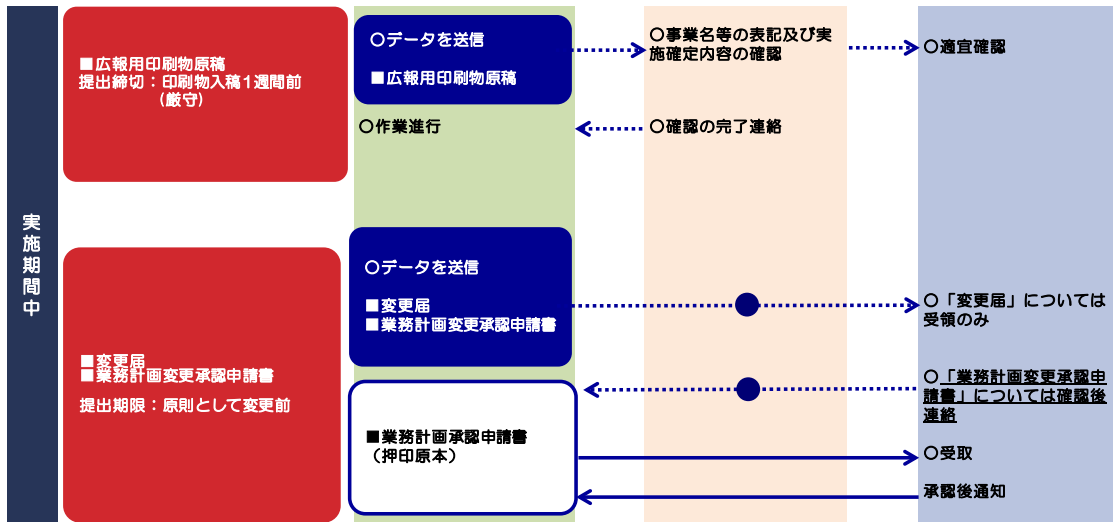 実施期間中
■広報用印刷物原稿
提出締切：印刷物入稿1週間前
(厳守)
〇データを送信
■広報用印刷物原稿
〇事業名等の表記及び実
施確定内容の確認
〇適宜確認
〇作業進行
〇確認の完了連絡
■変更届
■業務計画変更承認申請書
提出期限：原則として変更前
〇データを送信
■変更届
■業務計画変更承認申請書
〇「変更届」については
受領のみ
〇「業務計画変更承認申
請書」については確認後
連絡
■業務計画承認申請書
（押印原本）
〇受取
承認後通知